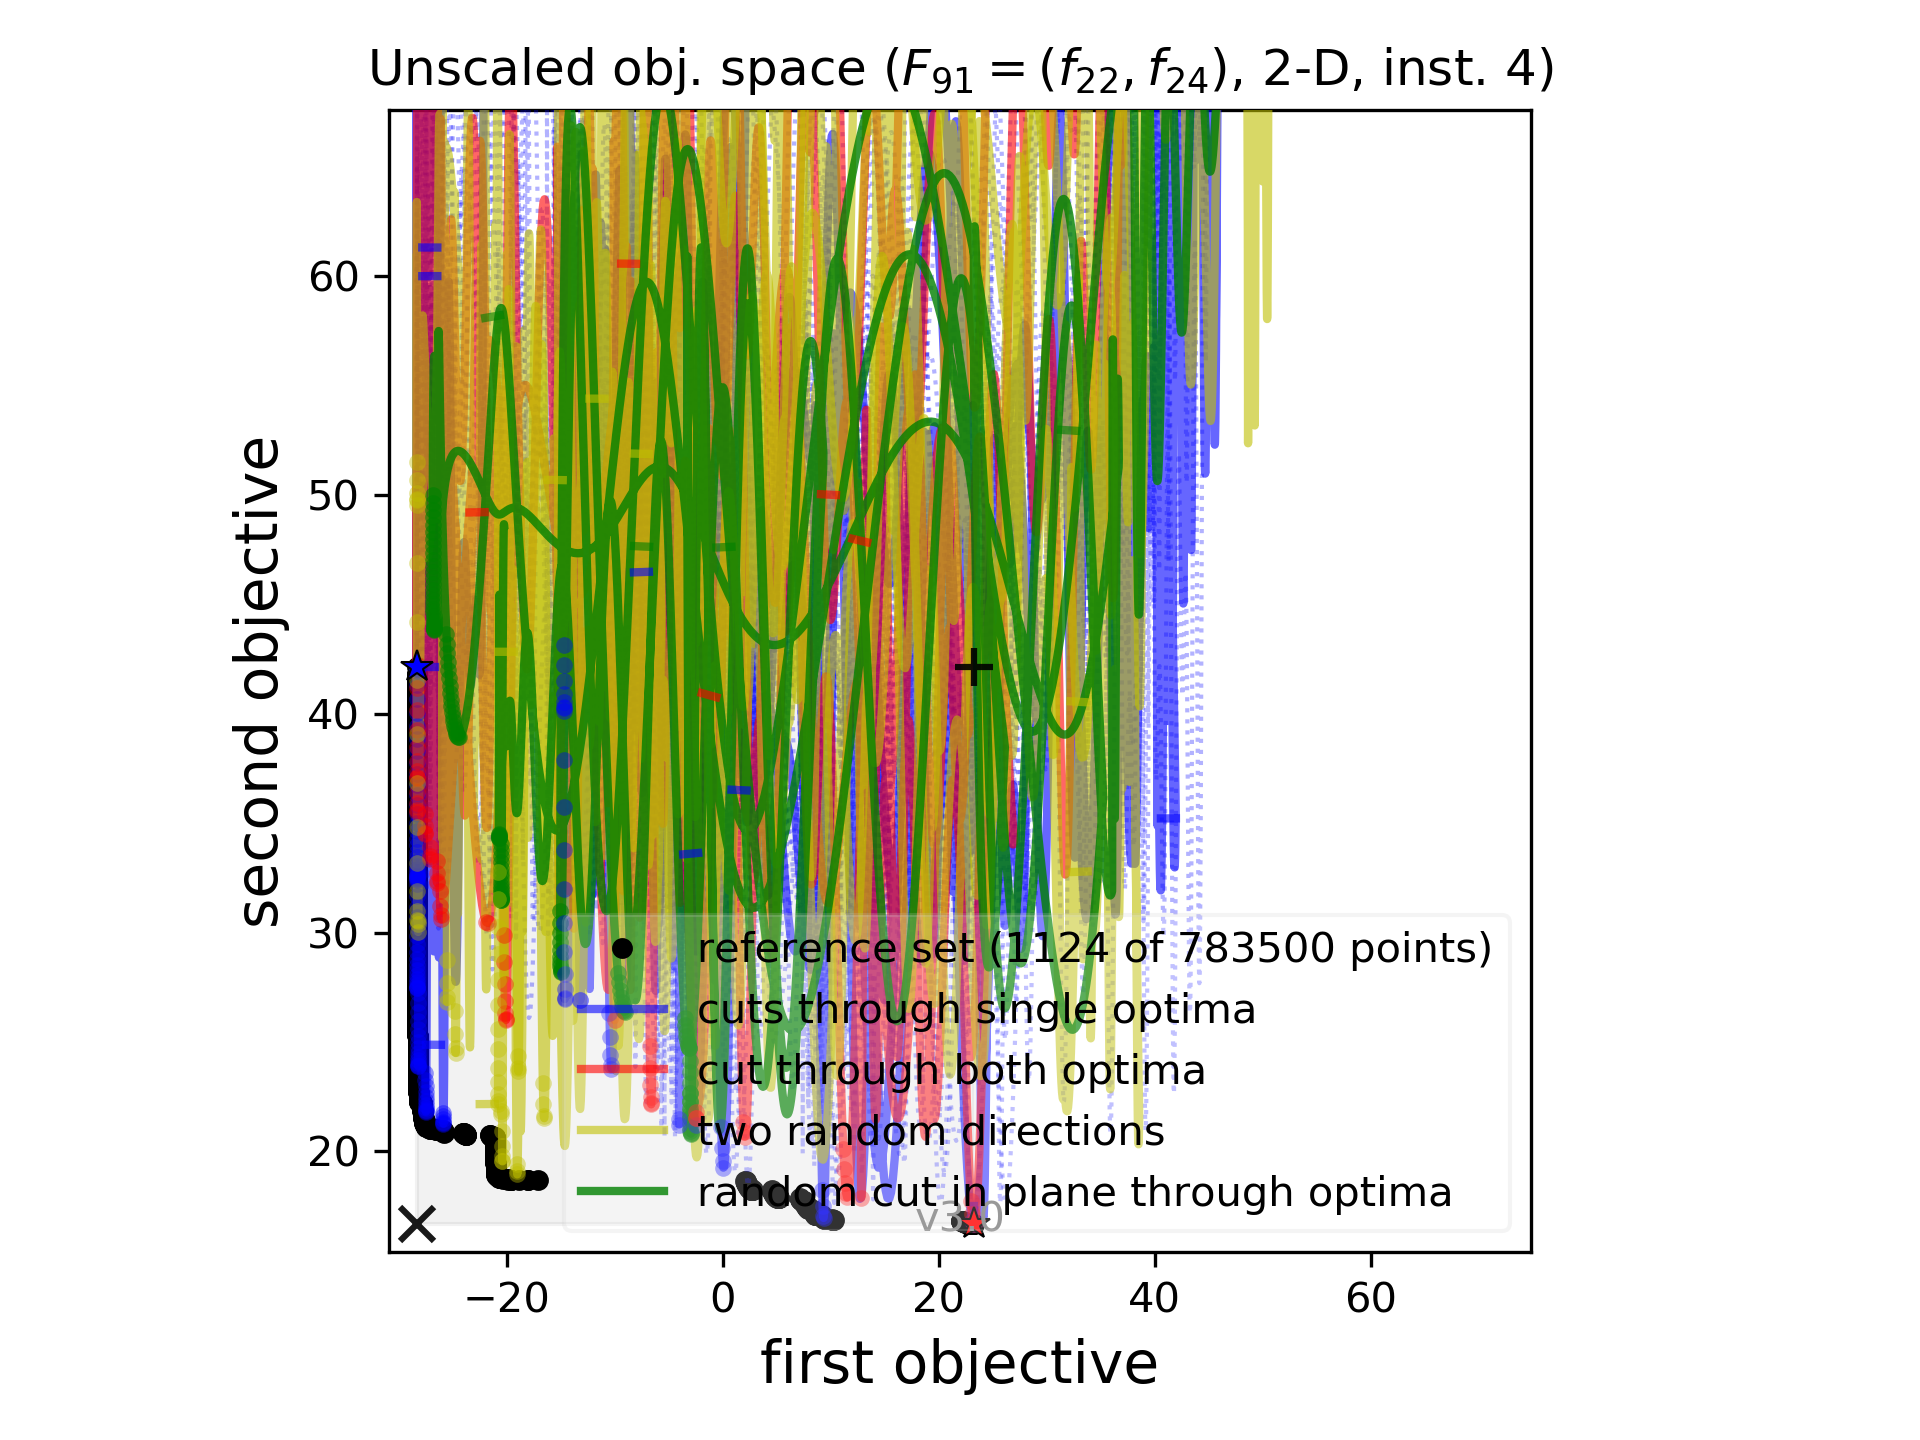 Unscaled obj. space (F₉₁ = (f₂₂, f₂₄), 2-D, inst. 4)
second objective
60
50
40
30
20
reference set (1124 of 783500 points)
cuts through single optima
cut through both optima
two random directions
random cut in plane through optima
−20
0
20
40
60
first objective